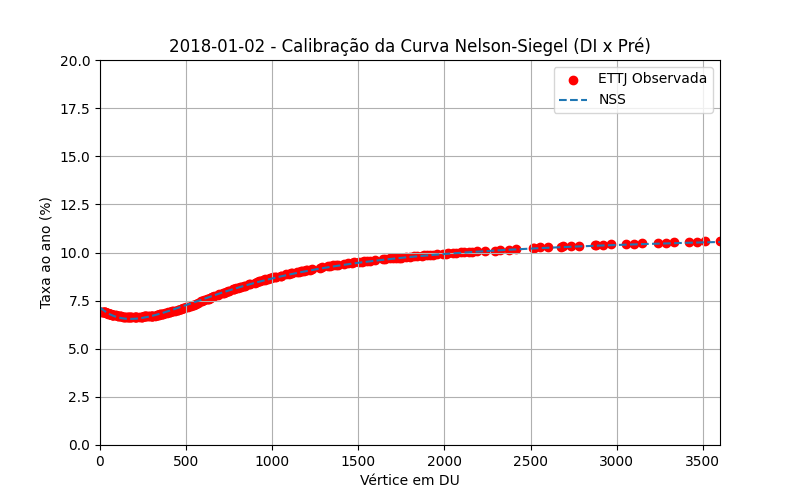 2018-01-02 - Calibração da Curva Nelson-Siegel (DI x Pré)
ETTJ Observada
NSS
Taxa ao ano (%)
20.0
17.5
15.0
12.5
10.0
7.5
5.0
2.5
0.0
0 500 1000 1500 2000 2500 3000 3500
Vértice em DU